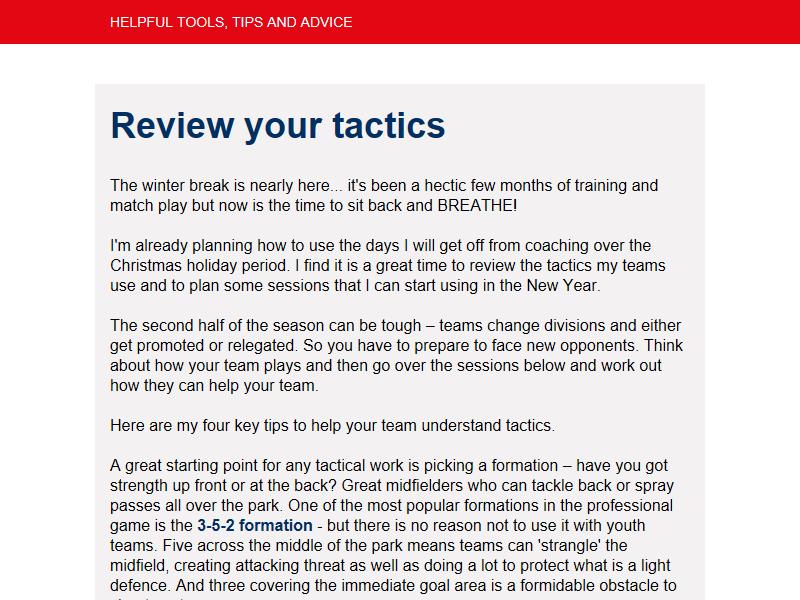 HELPFUL TOOLS, TIPS AND ADVICE
Review your tactics
The winter break is nearly here... it's been a hectic few months of training and
match play but now is the time to sit back and BREATHE!
I'm already planning how to use the days I will get off from coaching over the
Christmas holiday period. I find it is a great time to review the tactics my teams
use and to plan some sessions that I can start using in the New Year.
The second half of the season can be tough – teams change divisions and either
get promoted or relegated. So you have to prepare to face new opponents. Think
about how your team plays and then go over the sessions below and work out
how they can help your team.
Here are my four key tips to help your team understand tactics.
A great starting point for any tactical work is picking a formation – have you got
strength up front or at the back? Great midfielders who can tackle back or spray
passes all over the park. One of the most popular formations in the professional
game is the 3-5-2 formation - but there is no reason not to use it with youth
teams. Five across the middle of the park means teams can 'strangle' the
midfield, creating attacking threat as well as doing a lot to protect what is a light
defence. And three covering the immediate goal area is a formidable obstacle to